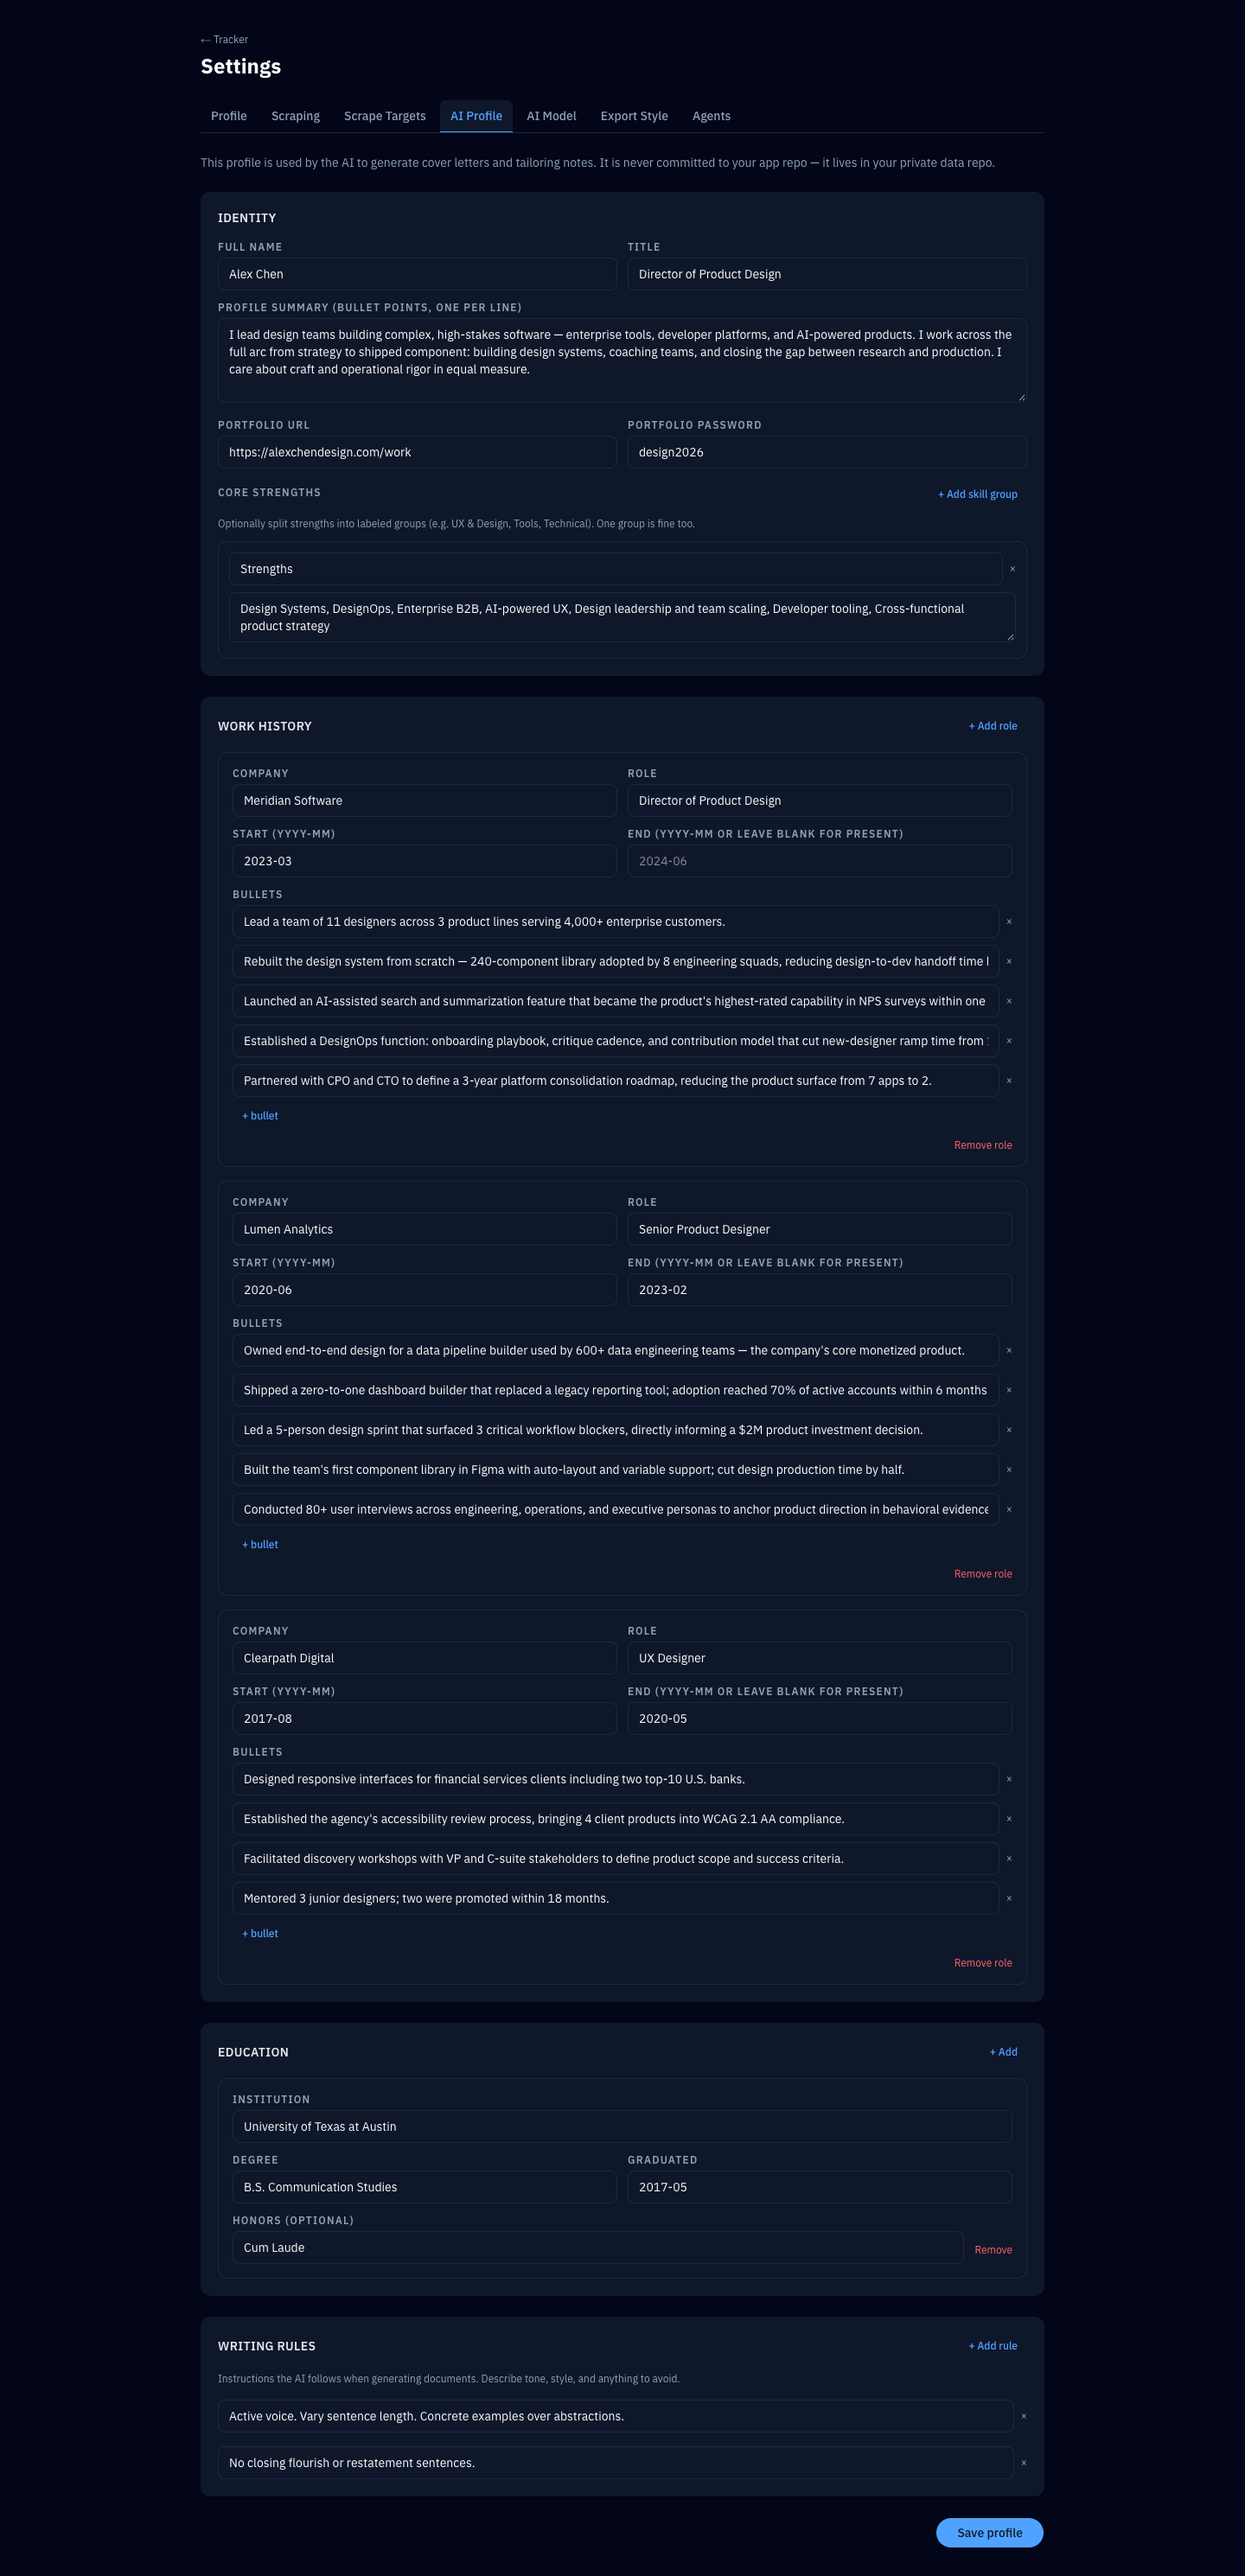 ← Tracker
Settings
Profile Scraping Scrape Targets AI Profile AI Model Export Style Agents
This profile is used by the AI to generate cover letters and tailoring notes. It is never committed to your app repo — it lives in your private data repo.
IDENTITY
FULL NAME TITLE
Alex Chen Director of Product Design
PROFILE SUMMARY (BULLET POINTS, ONE PER LINE)
I lead design teams building complex, high-stakes software — enterprise tools, developer platforms, and AI-powered products. I work across the
full arc from strategy to shipped component: building design systems, coaching teams, and closing the gap between research and production. I
care about craft and operational rigor in equal measure.
PORTFOLIO URL PORTFOLIO PASSWORD
https://alexchendesign.com/work design2026
CORE STRENGTHS + Add skill group
Optionally split strengths into labeled groups (e.g. UX & Design, Tools, Technical). One group is fine too.
Strengths ×
Design Systems, DesignOps, Enterprise B2B, AI-powered UX, Design leadership and team scaling, Developer tooling, Cross-functional
product strategy
WORK HISTORY + Add role
COMPANY ROLE
Meridian Software Director of Product Design
START (YYYY-MM) END (YYYY-MM OR LEAVE BLANK FOR PRESENT)
2023-03 2024-06
BULLETS
Lead a team of 11 designers across 3 product lines serving 4,000+ enterprise customers. ×
Rebuilt the design system from scratch — 240-component library adopted by 8 engineering squads, reducing design-to-dev handoff time ×
Launched an AI-assisted search and summarization feature that became the product's highest-rated capability in NPS surveys within one ×
Established a DesignOps function: onboarding playbook, critique cadence, and contribution model that cut new-designer ramp time from ×
Partnered with CPO and CTO to define a 3-year platform consolidation roadmap, reducing the product surface from 7 apps to 2. ×
+ bullet
Remove role
COMPANY ROLE
Lumen Analytics Senior Product Designer
START (YYYY-MM) END (YYYY-MM OR LEAVE BLANK FOR PRESENT)
2020-06 2023-02
BULLETS
Owned end-to-end design for a data pipeline builder used by 600+ data engineering teams — the company's core monetized product. ×
Shipped a zero-to-one dashboard builder that replaced a legacy reporting tool; adoption reached 70% of active accounts within 6 months ×
Led a 5-person design sprint that surfaced 3 critical workflow blockers, directly informing a $2M product investment decision. ×
Built the team's first component library in Figma with auto-layout and variable support; cut design production time by half. ×
Conducted 80+ user interviews across engineering, operations, and executive personas to anchor product direction in behavioral evidence ×
+ bullet
Remove role
COMPANY ROLE
Clearpath Digital UX Designer
START (YYYY-MM) END (YYYY-MM OR LEAVE BLANK FOR PRESENT)
2017-08 2020-05
BULLETS
Designed responsive interfaces for financial services clients including two top-10 U.S. banks. ×
Established the agency's accessibility review process, bringing 4 client products into WCAG 2.1 AA compliance. ×
Facilitated discovery workshops with VP and C-suite stakeholders to define product scope and success criteria. ×
Mentored 3 junior designers; two were promoted within 18 months. ×
+ bullet
Remove role
EDUCATION + Add
INSTITUTION
University of Texas at Austin
DEGREE GRADUATED
B.S. Communication Studies 2017-05
HONORS (OPTIONAL)
Cum Laude Remove
WRITING RULES + Add rule
Instructions the AI follows when generating documents. Describe tone, style, and anything to avoid.
Active voice. Vary sentence length. Concrete examples over abstractions. ×
No closing flourish or restatement sentences. ×
Save profile